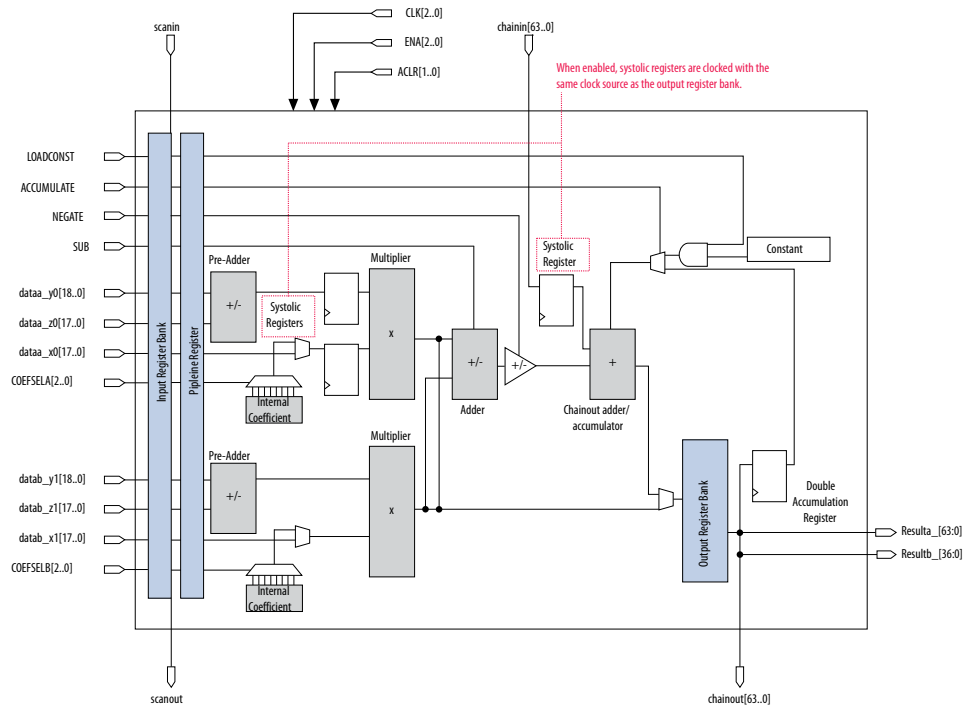 CLK[2..0]
scanin
chainin[63..0]
ENA[2..0]
ACLR[1..0]
When enabled, systolic registers are clocked with the
same clock source as the output register bank.
LOADCONST
ACCUMULATE
NEGATE
SUB
dataa_y0[18..0]
dataa_z0[17..0]
dataa_x0[17..0]
COEFSELA[2..0]
datab_y1[18..0]
datab_z1[17..0]
datab_x1[17..0]
COEFSELB[2..0]
Input Register Bank
Pipleine Register
Pre-Adder
+/-
Systolic
Registers
Internal
Coefficient
Multiplier
x
Pre-Adder
+/-
Internal
Coefficient
Multiplier
x
+/-
Adder
+/-
Systolic
Register
+
Chainout adder/
accumulator
Constant
Output Register Bank
Double
Accumulation
Register
Resulta_[63:0]
Resultb_[36:0]
scanout
chainout[63..0]